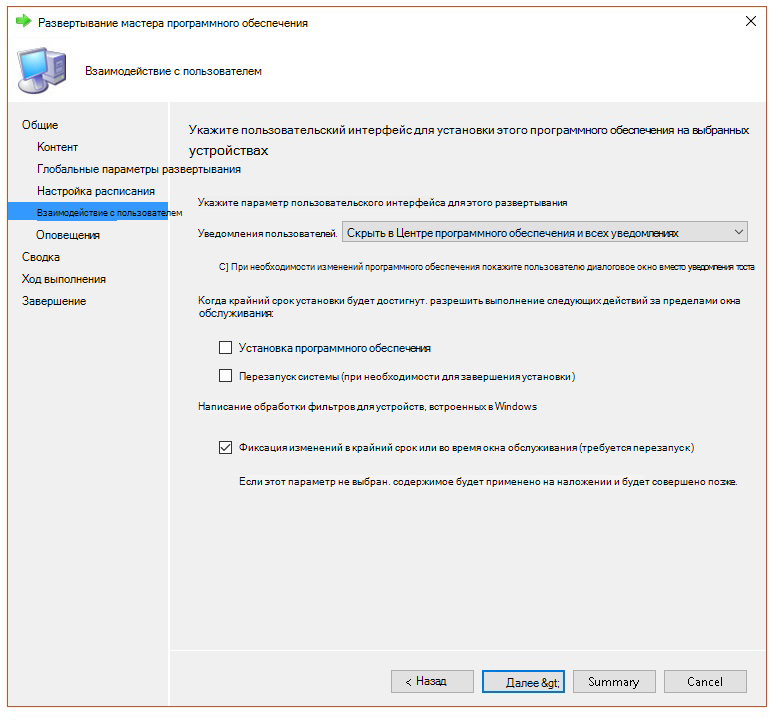 Развертывание мастера программного обеспечения
Взаимодействие с пользователем
Общие
Контент
Глобальные параметры развертывания
Настройка расписания
Взаимодействие с пользователем
Оповещения
Сводка
Ход выполнения
Завершение
Укажите пользовательский интерфейс для установки этого программного обеспечения на выбранных
устройствах
Укажите параметр пользовательского интерфейса для этого развертывания
Уведомления пользователей. Скрыть в Центре программного обеспечения и всех уведомлениях
С] При необходимости изменений программного обеспечения покажите пользователю диалоговое окно вместо уведомления тоста
Когда крайний срок установки будет достигнут. разрешить выполнение следующих действий за пределами окна
обслуживания:
Установка программного обеспечения
Перезапуск системы (при необходимости для завершения установки)
Написание обработки фильтров для устройств, встроенных в Windows
Фиксация изменений в крайний срок или во время окна обслуживания (требуется перезапуск)
Если этот параметр не выбран. содержимое будет применено на наложении и будет совершено позже.
< Назад Далее &gt; Summary Cancel